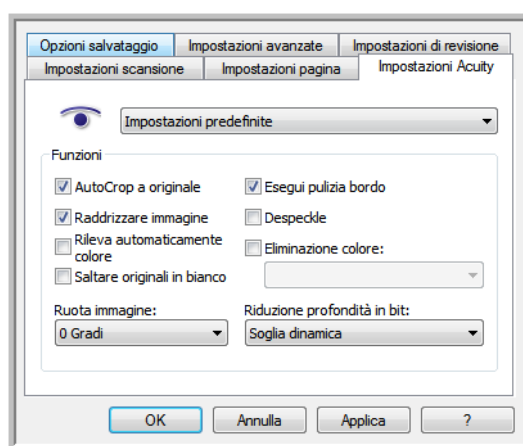 Opzioni salvataggio
Impostazioni avanzate
Impostazioni di revisione
Impostazioni scansione
Impostazioni pagina
Impostazioni Acuity
Impostazioni predefinite
Funzioni
AutoCrop a originale
Esegui pulizia bordo
Raddrizzare immagine
Despeckle
Rileva automaticamente
colore
Eliminazione colore:
Saltare originali in bianco
Ruota immagine:
Riduzione profondità in bit:
0 Gradi
Soglia dinamica
OK
Annulla
Applica
?